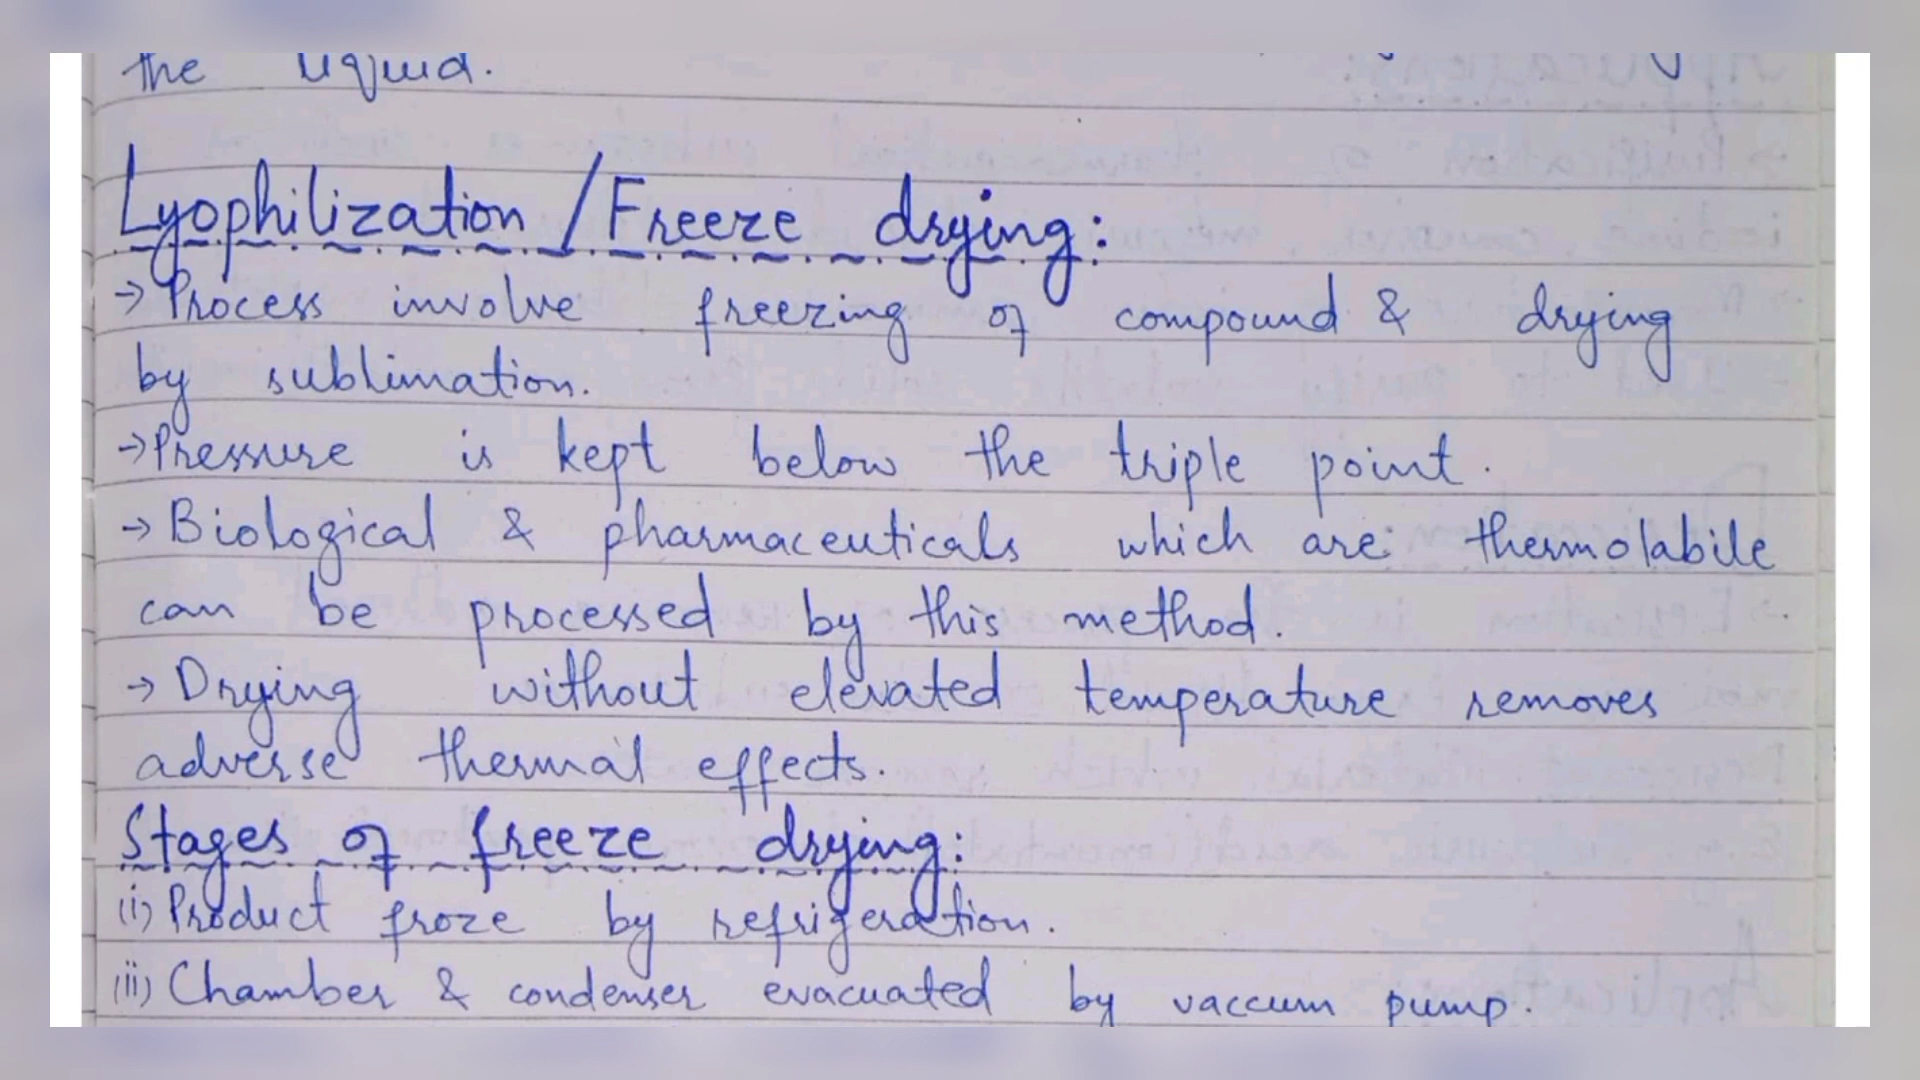 the liquid.
Lyophilization / Freeze drying:
→ Process involve freezing of compound & drying
by sublimation.
→ Pressure is kept below the triple point.
→ Biological & pharmaceuticals which are thermolabile
can be processed by this method.
→ Drying without elevated temperature removes
adverse thermal effects.
Stages of freeze drying:
(i) Product froze by refrigeration.
(ii) Chamber & condenser evacuated by vaccum pump.